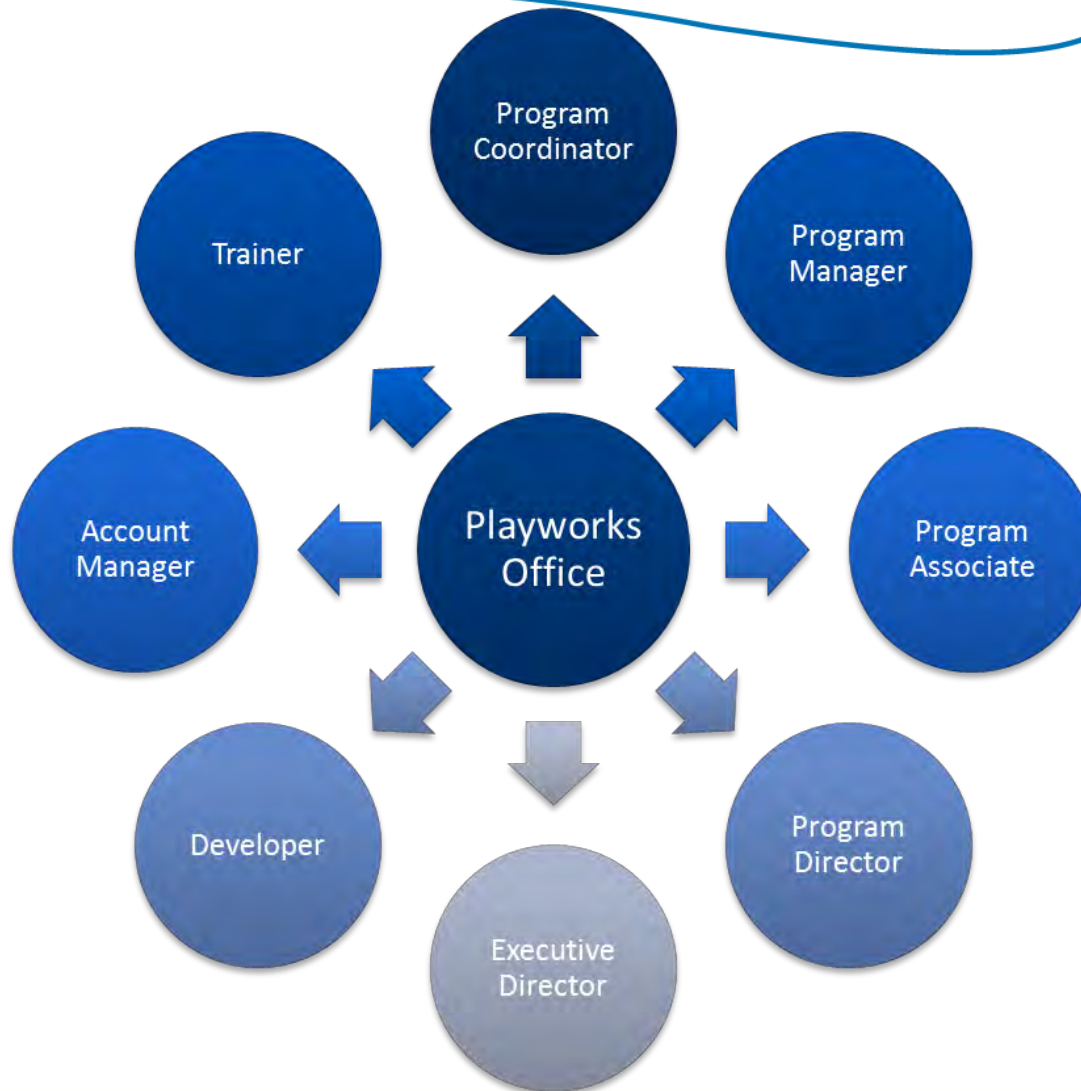 Program
Coordinator
Program
Manager
Program
Associate
Program
Director
Executive
Director
Developer
Account
Manager
Trainer
Playworks
Office